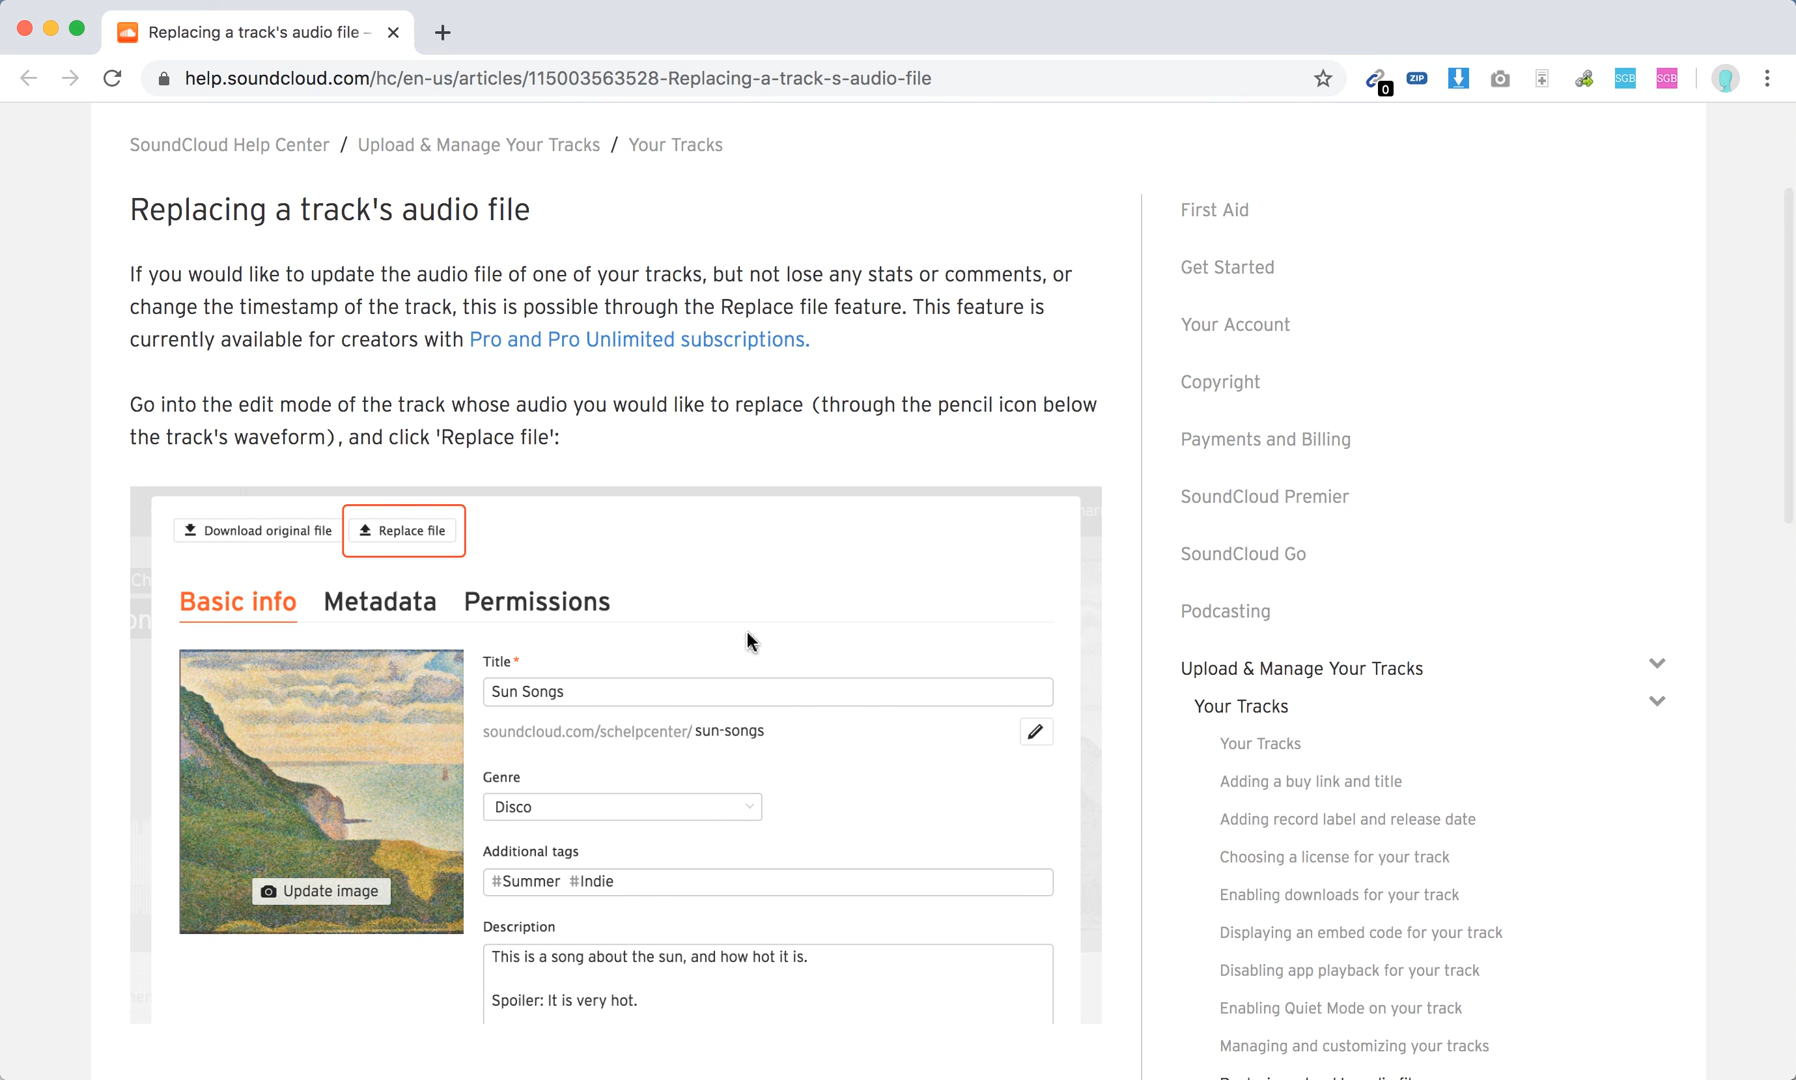 Replacing a track's audio file –
help.soundcloud.com/hc/en-us/articles/115003563528-Replacing-a-track-s-audio-file
0
ZIP
SGB
SGB
SoundCloud Help Center / Upload & Manage Your Tracks / Your Tracks
Replacing a track's audio file
If you would like to update the audio file of one of your tracks, but not lose any stats or comments, or
change the timestamp of the track, this is possible through the Replace file feature. This feature is
currently available for creators with Pro and Pro Unlimited subscriptions.
Go into the edit mode of the track whose audio you would like to replace (through the pencil icon below
the track's waveform), and click 'Replace file':
Download original file
Replace file
Basic info
Metadata
Permissions
Title*
Sun Songs
soundcloud.com/schelpcenter/ sun-songs
Genre
Disco
Additional tags
#Summer #Indie
Update image
Description
This is a song about the sun, and how hot it is.
Spoiler: It is very hot.
First Aid
Get Started
Your Account
Copyright
Payments and Billing
SoundCloud Premier
SoundCloud Go
Podcasting
Upload & Manage Your Tracks
Your Tracks
Your Tracks
Adding a buy link and title
Adding record label and release date
Choosing a license for your track
Enabling downloads for your track
Displaying an embed code for your track
Disabling app playback for your track
Enabling Quiet Mode on your track
Managing and customizing your tracks